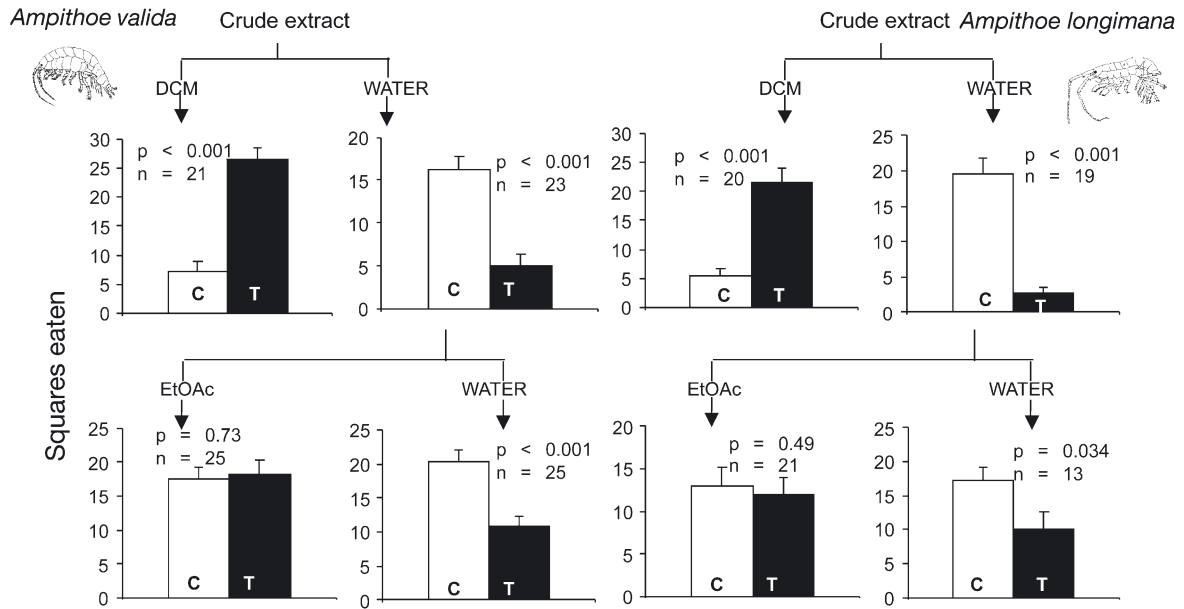 Ampithoe valida
Crude extract
Crude extract Ampithoe longimana
DCM
WATER
DCM
WATER
30
25
20
15
10
5
0
p < 0.001
n = 21
C
T
20
15
10
5
0
p < 0.001
n = 23
C
T
30
25
20
15
10
5
0
p < 0.001
n = 20
C
T
25
20
15
10
5
0
p < 0.001
n = 19
C
T
Squares eaten
EtOAc
WATER
EtOAc
WATER
25
20
15
10
5
0
p = 0.73
n = 25
C
T
25
20
15
10
5
0
p < 0.001
n = 25
C
T
20
15
10
5
0
p = 0.49
n = 21
C
T
25
20
15
10
5
0
p = 0.034
n = 13
C
T